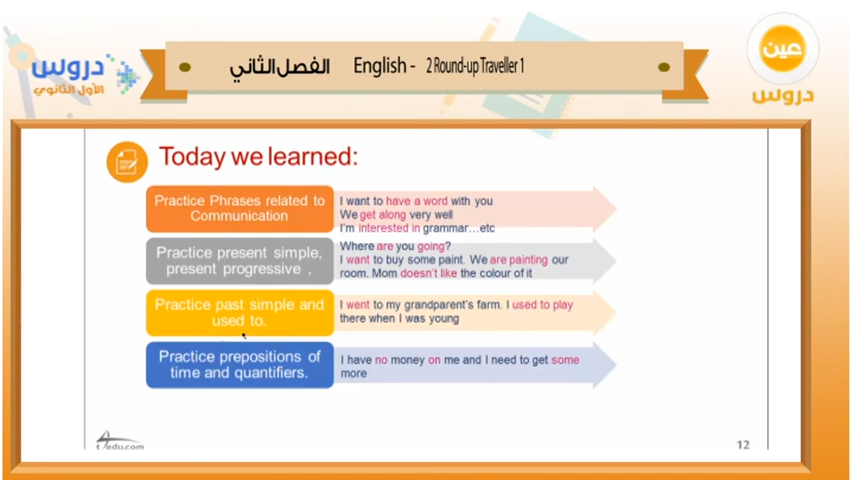 دروس
الأول الثانوي
الفصل الثاني English - 2 Round-up Traveller 1
عين
دروس
Today we learned:
Practice Phrases related to
Communication
I want to have a word with you
We get along very well
I'm interested in grammar…etc
Practice present simple,
present progressive ,
Where are you going?
I want to buy some paint. We are painting our
room. Mom doesn't like the colour of it
Practice past simple and
used to.
I went to my grandparent's farm. I used to play
there when I was young
Practice prepositions of
time and quantifiers.
I have no money on me and I need to get some
more
t4edu.com
12